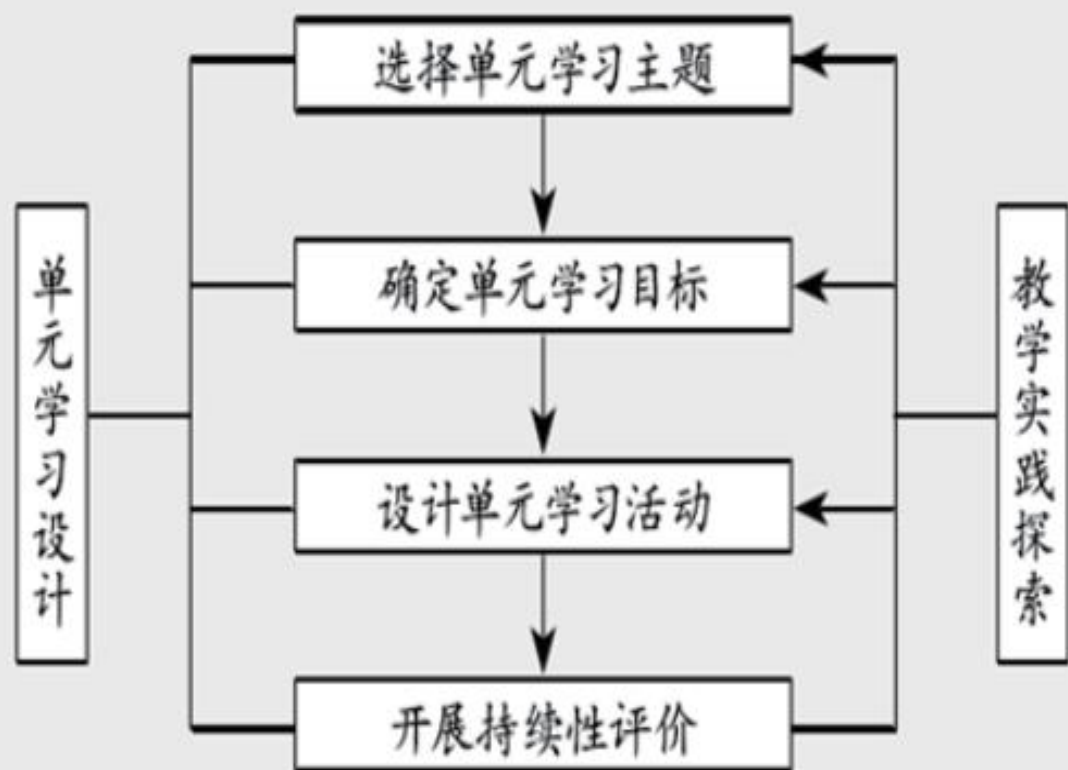 选择单元学习主题
确定单元学习目标
单元学习设计
教学实践探索
设计单元学习活动
开展持续性评价